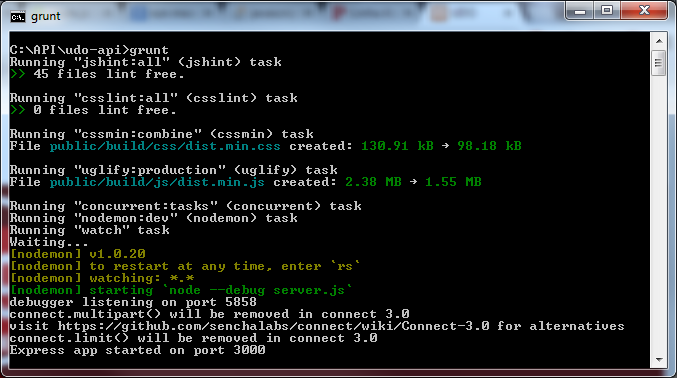 grunt
C:\API\udo-api>grunt
Running "jshint:all" (jshint) task
>> 45 files lint free.
Running "csslint:all" (csslint) task
>> 0 files lint free.
Running "cssmin:combine" (cssmin) task
File public/build/css/dist.min.css created: 130.91 kB → 98.18 kB
Running "uglify:production" (uglify) task
File public/build/js/dist.min.js created: 2.38 MB → 1.55 MB
Running "concurrent:tasks" (concurrent) task
Running "nodemon:dev" (nodemon) task
Running "watch" task
Waiting...
[nodemon] v1.0.20
[nodemon] to restart at any time, enter `rs`
[nodemon] watching: *.*
[nodemon] starting `node --debug server.js`
debugger listening on port 5858
connect.multipart() will be removed in connect 3.0
visit https://github.com/senchalabs/connect/wiki/Connect-3.0 for alternatives
connect.limit() will be removed in connect 3.0
Express app started on port 3000